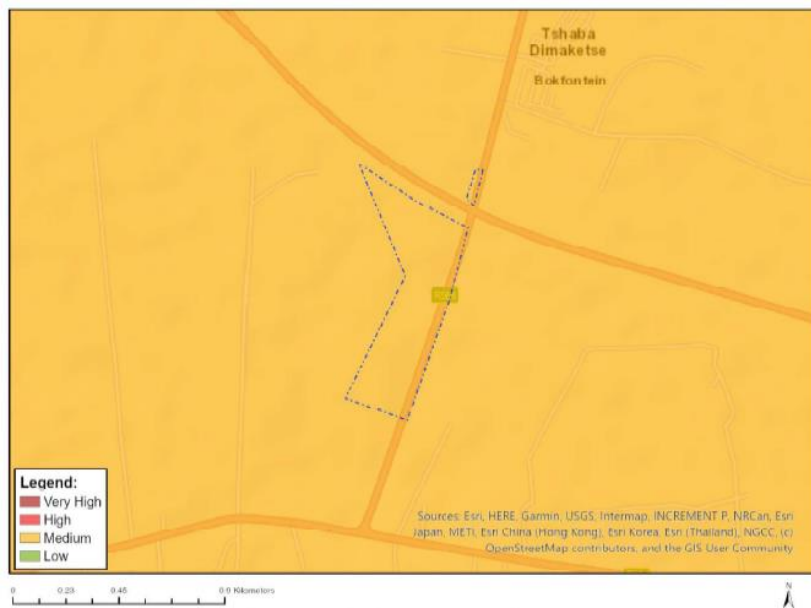 Tshaba
Dimaketse
Bokfontein
Legend:
Very High
High
Medium
Low
Sources: Esri, HERE, Garmin, USGS, Intermap, INCREMENT P, NRCan, Esri
Japan, METI, Esri China (Hong Kong), Esri Korea, Esri (Thailand), NGCC, (c)
OpenStreetMap contributors, and the GIS User Community
0 0.23 0.45 0.9 Kilometers
N